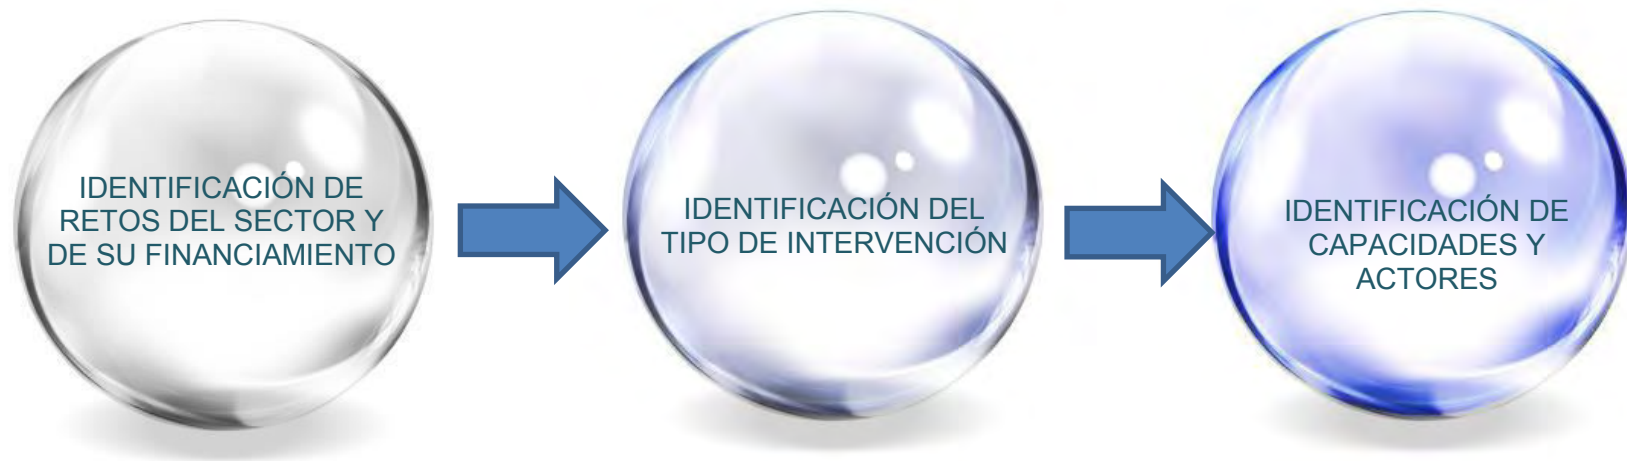 IDENTIFICACIÓN DE
RETOS DEL SECTOR Y
DE SU FINANCIAMIENTO
IDENTIFICACIÓN DEL
TIPO DE INTERVENCIÓN
IDENTIFICACIÓN DE
CAPACIDADES Y
ACTORES